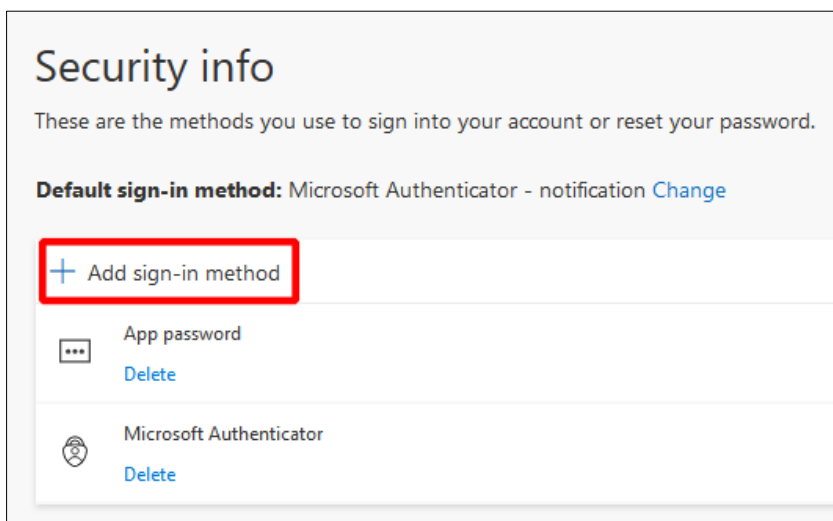 Security info
These are the methods you use to sign into your account or reset your password.
Default sign-in method: Microsoft Authenticator - notification Change
Add sign-in method
App password
Delete
Microsoft Authenticator
Delete